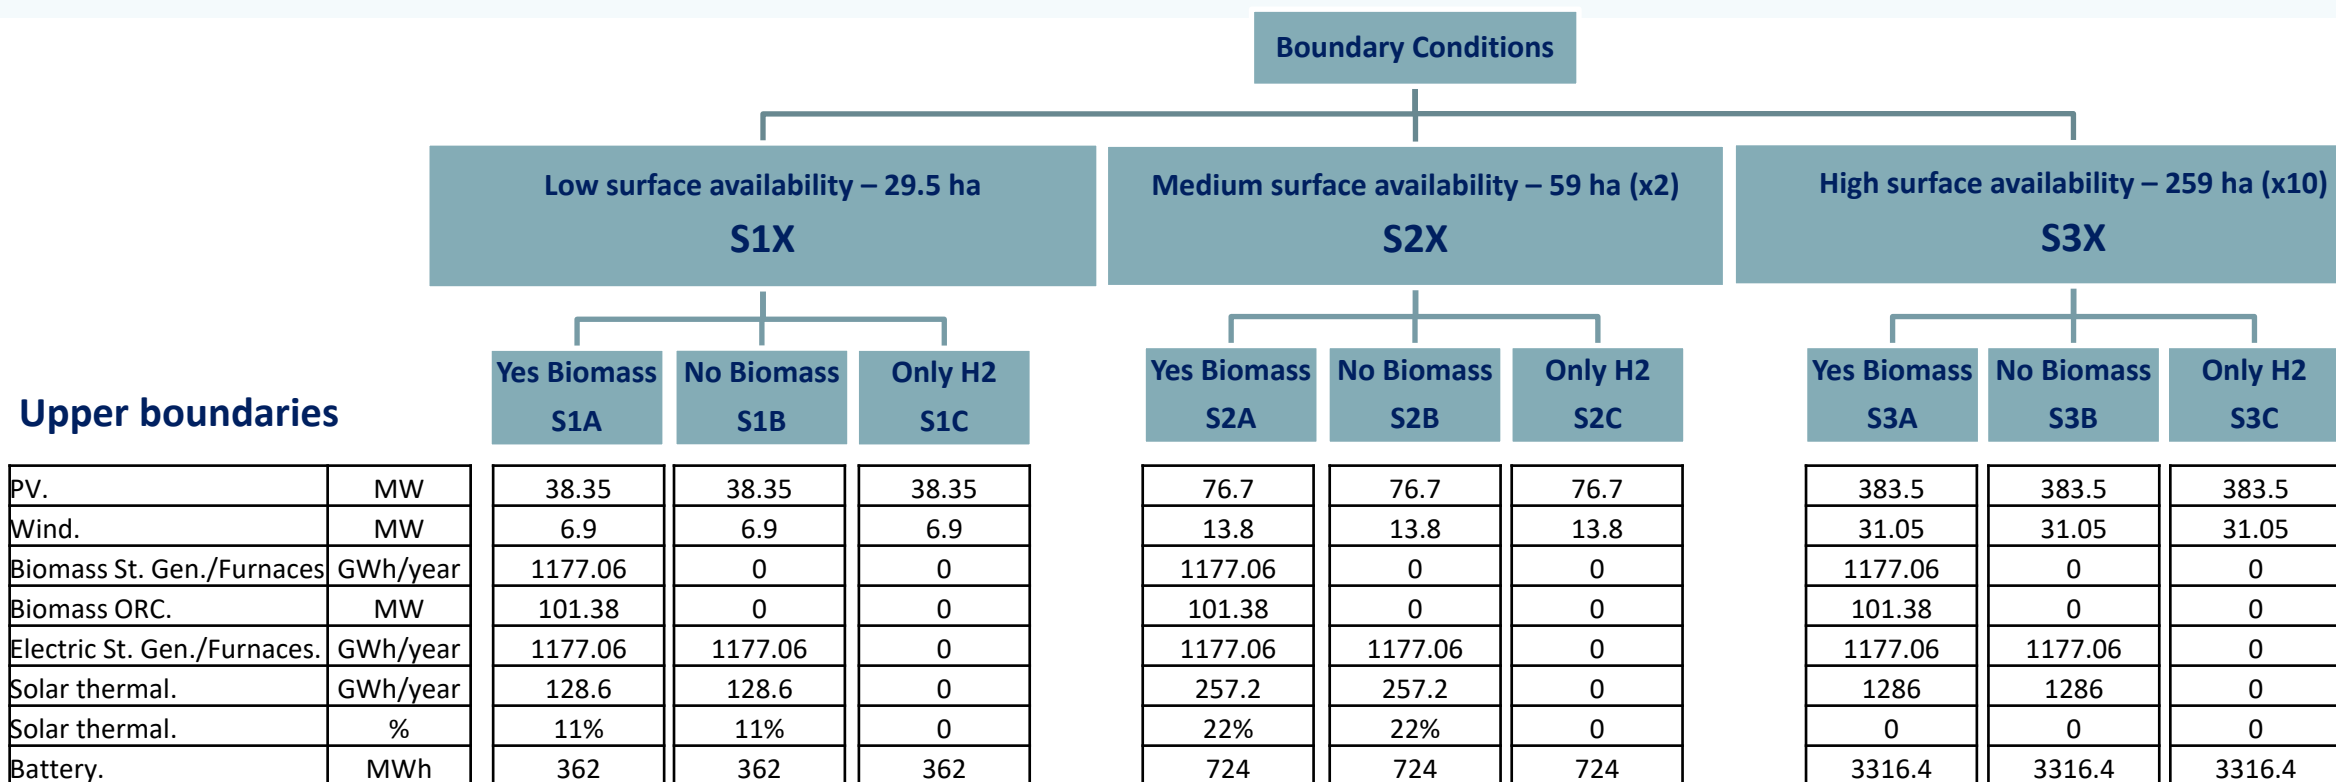 Boundary Conditions
Low surface availability – 29.5 ha
S1X
Medium surface availability – 59 ha (x2)
S2X
High surface availability – 259 ha (x10)
S3X
Upper boundaries
Yes Biomass
S1A
No Biomass
S1B
Only H2
S1C
Yes Biomass
S2A
No Biomass
S2B
Only H2
S2C
Yes Biomass
S3A
No Biomass
S3B
Only H2
S3C
PV. MW 38.35 38.35 38.35 76.7 76.7 76.7 383.5 383.5 383.5
Wind. MW 6.9 6.9 6.9 13.8 13.8 13.8 31.05 31.05 31.05
Biomass St. Gen./Furnaces GWh/year 1177.06 0 0 1177.06 0 0 1177.06 0 0
Biomass ORC. MW 101.38 0 0 101.38 0 0 101.38 0 0
Electric St. Gen./Furnaces. GWh/year 1177.06 1177.06 0 1177.06 1177.06 0 1177.06 1177.06 0
Solar thermal. GWh/year 128.6 128.6 0 257.2 257.2 0 1286 1286 0
Solar thermal. % 11% 11% 0 22% 22% 0 0 0 0
Battery. MWh 362 362 362 724 724 724 3316.4 3316.4 3316.4